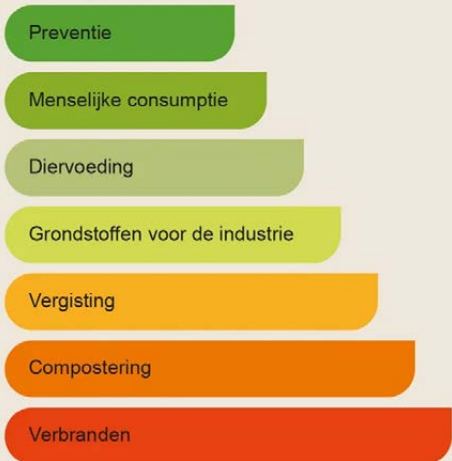 Preventie
Menselijke consumptie
Diervoeding
Grondstoffen voor de industrie
Vergisting
Compostering
Verbranden